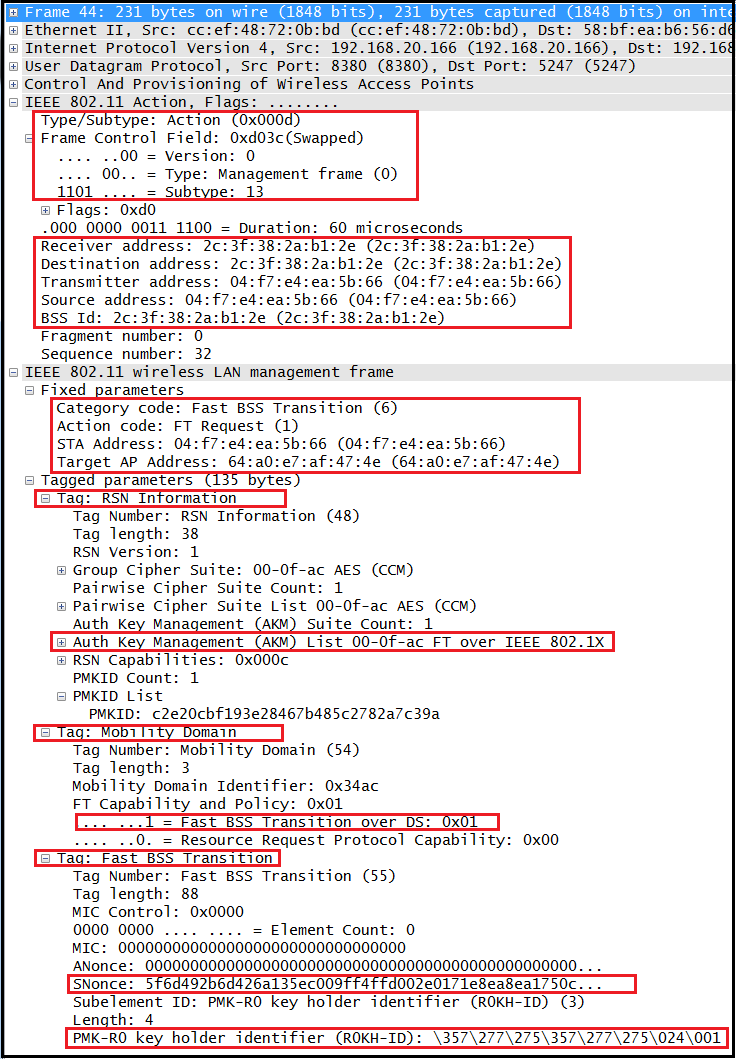 Frame 44: 231 bytes on wire (1848 bits), 231 bytes captured (1848 bits) on inte
Ethernet II, Src: cc:ef:48:72:0b:bd (cc:ef:48:72:0b:bd), Dst: 58:bf:ea:b6:56:d6
Internet Protocol Version 4, Src: 192.168.20.166 (192.168.20.166), Dst: 192.168
User Datagram Protocol, Src Port: 8380 (8380), Dst Port: 5247 (5247)
Control And Provisioning of Wireless Access Points
IEEE 802.11 Action, Flags: ........
Type/Subtype: Action (0x000d)
Frame Control Field: 0xd03c(Swapped)
.... ..00 = Version: 0
.... 00.. = Type: Management frame (0)
1101 .... = Subtype: 13
Flags: 0xd0
.000 0000 0011 1100 = Duration: 60 microseconds
Receiver address: 2c:3f:38:2a:b1:2e (2c:3f:38:2a:b1:2e)
Destination address: 2c:3f:38:2a:b1:2e (2c:3f:38:2a:b1:2e)
Transmitter address: 04:f7:e4:ea:5b:66 (04:f7:e4:ea:5b:66)
Source address: 04:f7:e4:ea:5b:66 (04:f7:e4:ea:5b:66)
BSS Id: 2c:3f:38:2a:b1:2e (2c:3f:38:2a:b1:2e)
Fragment number: 0
Sequence number: 32
IEEE 802.11 wireless LAN management frame
Fixed parameters
Category code: Fast BSS Transition (6)
Action code: FT Request (1)
STA Address: 04:f7:e4:ea:5b:66 (04:f7:e4:ea:5b:66)
Target AP Address: 64:a0:e7:af:47:4e (64:a0:e7:af:47:4e)
Tagged parameters (135 bytes)
Tag: RSN Information
Tag Number: RSN Information (48)
Tag length: 38
RSN Version: 1
Group Cipher Suite: 00-0f-ac AES (CCM)
Pairwise Cipher Suite Count: 1
Pairwise Cipher Suite List 00-0f-ac AES (CCM)
Auth Key Management (AKM) Suite Count: 1
Auth Key Management (AKM) List 00-0f-ac FT over IEEE 802.1X
RSN Capabilities: 0x000c
PMKID Count: 1
PMKID List
PMKID: c2e20cbf193e28467b485c2782a7c39a
Tag: Mobility Domain
Tag Number: Mobility Domain (54)
Tag length: 3
Mobility Domain Identifier: 0x34ac
FT Capability and Policy: 0x01
.... ...1 = Fast BSS Transition over DS: 0x01
.... ..0. = Resource Request Protocol Capability: 0x00
Tag: Fast BSS Transition
Tag Number: Fast BSS Transition (55)
Tag length: 88
MIC Control: 0x0000
0000 0000 .... .... = Element Count: 0
MIC: 00000000000000000000000000000000
ANonce: 000000000000000000000000000000000000000000000000...
SNonce: 5f6d492b6d426a135ec009ff4ffd002e0171e8ea8ea1750c...
Subelement ID: PMK-R0 key holder identifier (R0KH-ID) (3)
Length: 4
PMK-R0 key holder identifier (R0KH-ID): \357\277\275\357\277\275\024\001